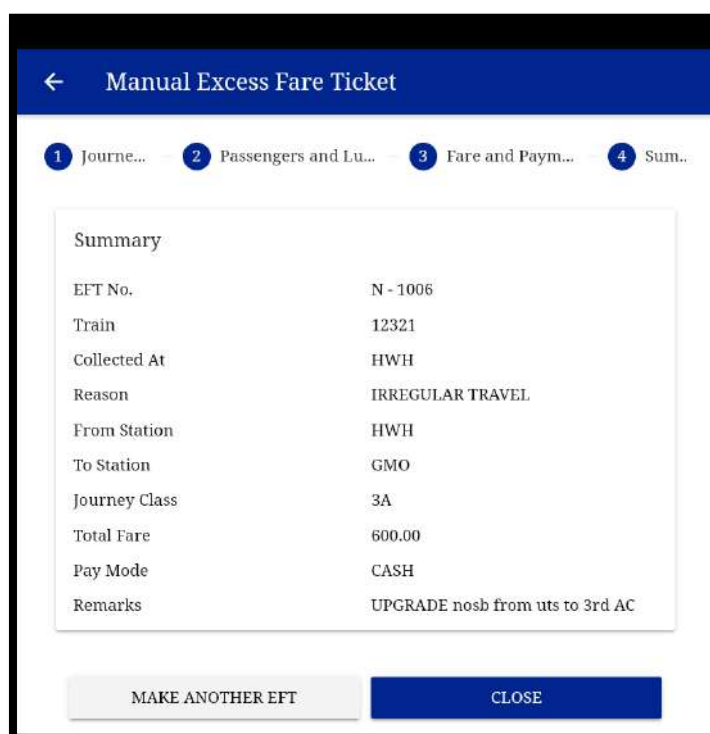 ← Manual Excess Fare Ticket
1 Journe... 2 Passengers and Lu... 3 Fare and Paym... 4 Sum..
Summary
EFT No. N - 1006
Train 12321
Collected At HWH
Reason IRREGULAR TRAVEL
From Station HWH
To Station GMO
Journey Class 3A
Total Fare 600.00
Pay Mode CASH
Remarks UPGRADE nosb from uts to 3rd AC
MAKE ANOTHER EFT CLOSE